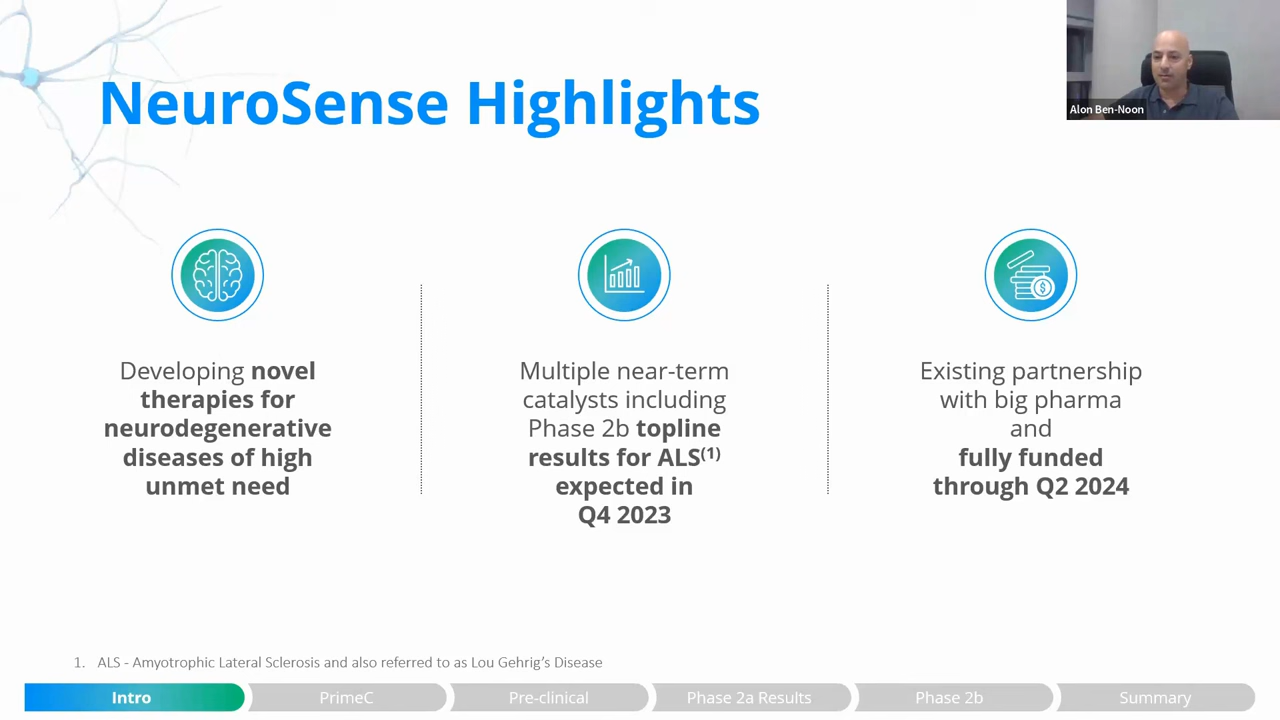 NeuroSense Highlights
Alon Ben-Noon
Developing novel
therapies for
neurodegenerative
diseases of high
unmet need
Multiple near-term
catalysts including
Phase 2b topline
results for ALS(1)
expected in
Q4 2023
Existing partnership
with big pharma
and
fully funded
through Q2 2024
1. ALS - Amyotrophic Lateral Sclerosis and also referred to as Lou Gehrig’s Disease
Intro PrimeC Pre-clinical Phase 2a Results Phase 2b Summary